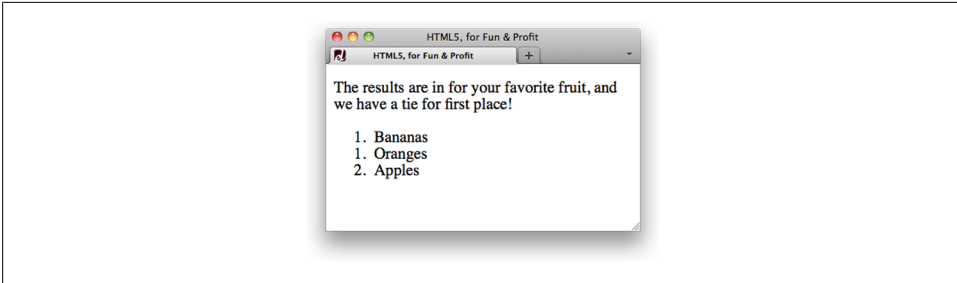 HTML5, for Fun & Profit
HTML5, for Fun & Profit
The results are in for your favorite fruit, and
we have a tie for first place!
1. Bananas
1. Oranges
2. Apples